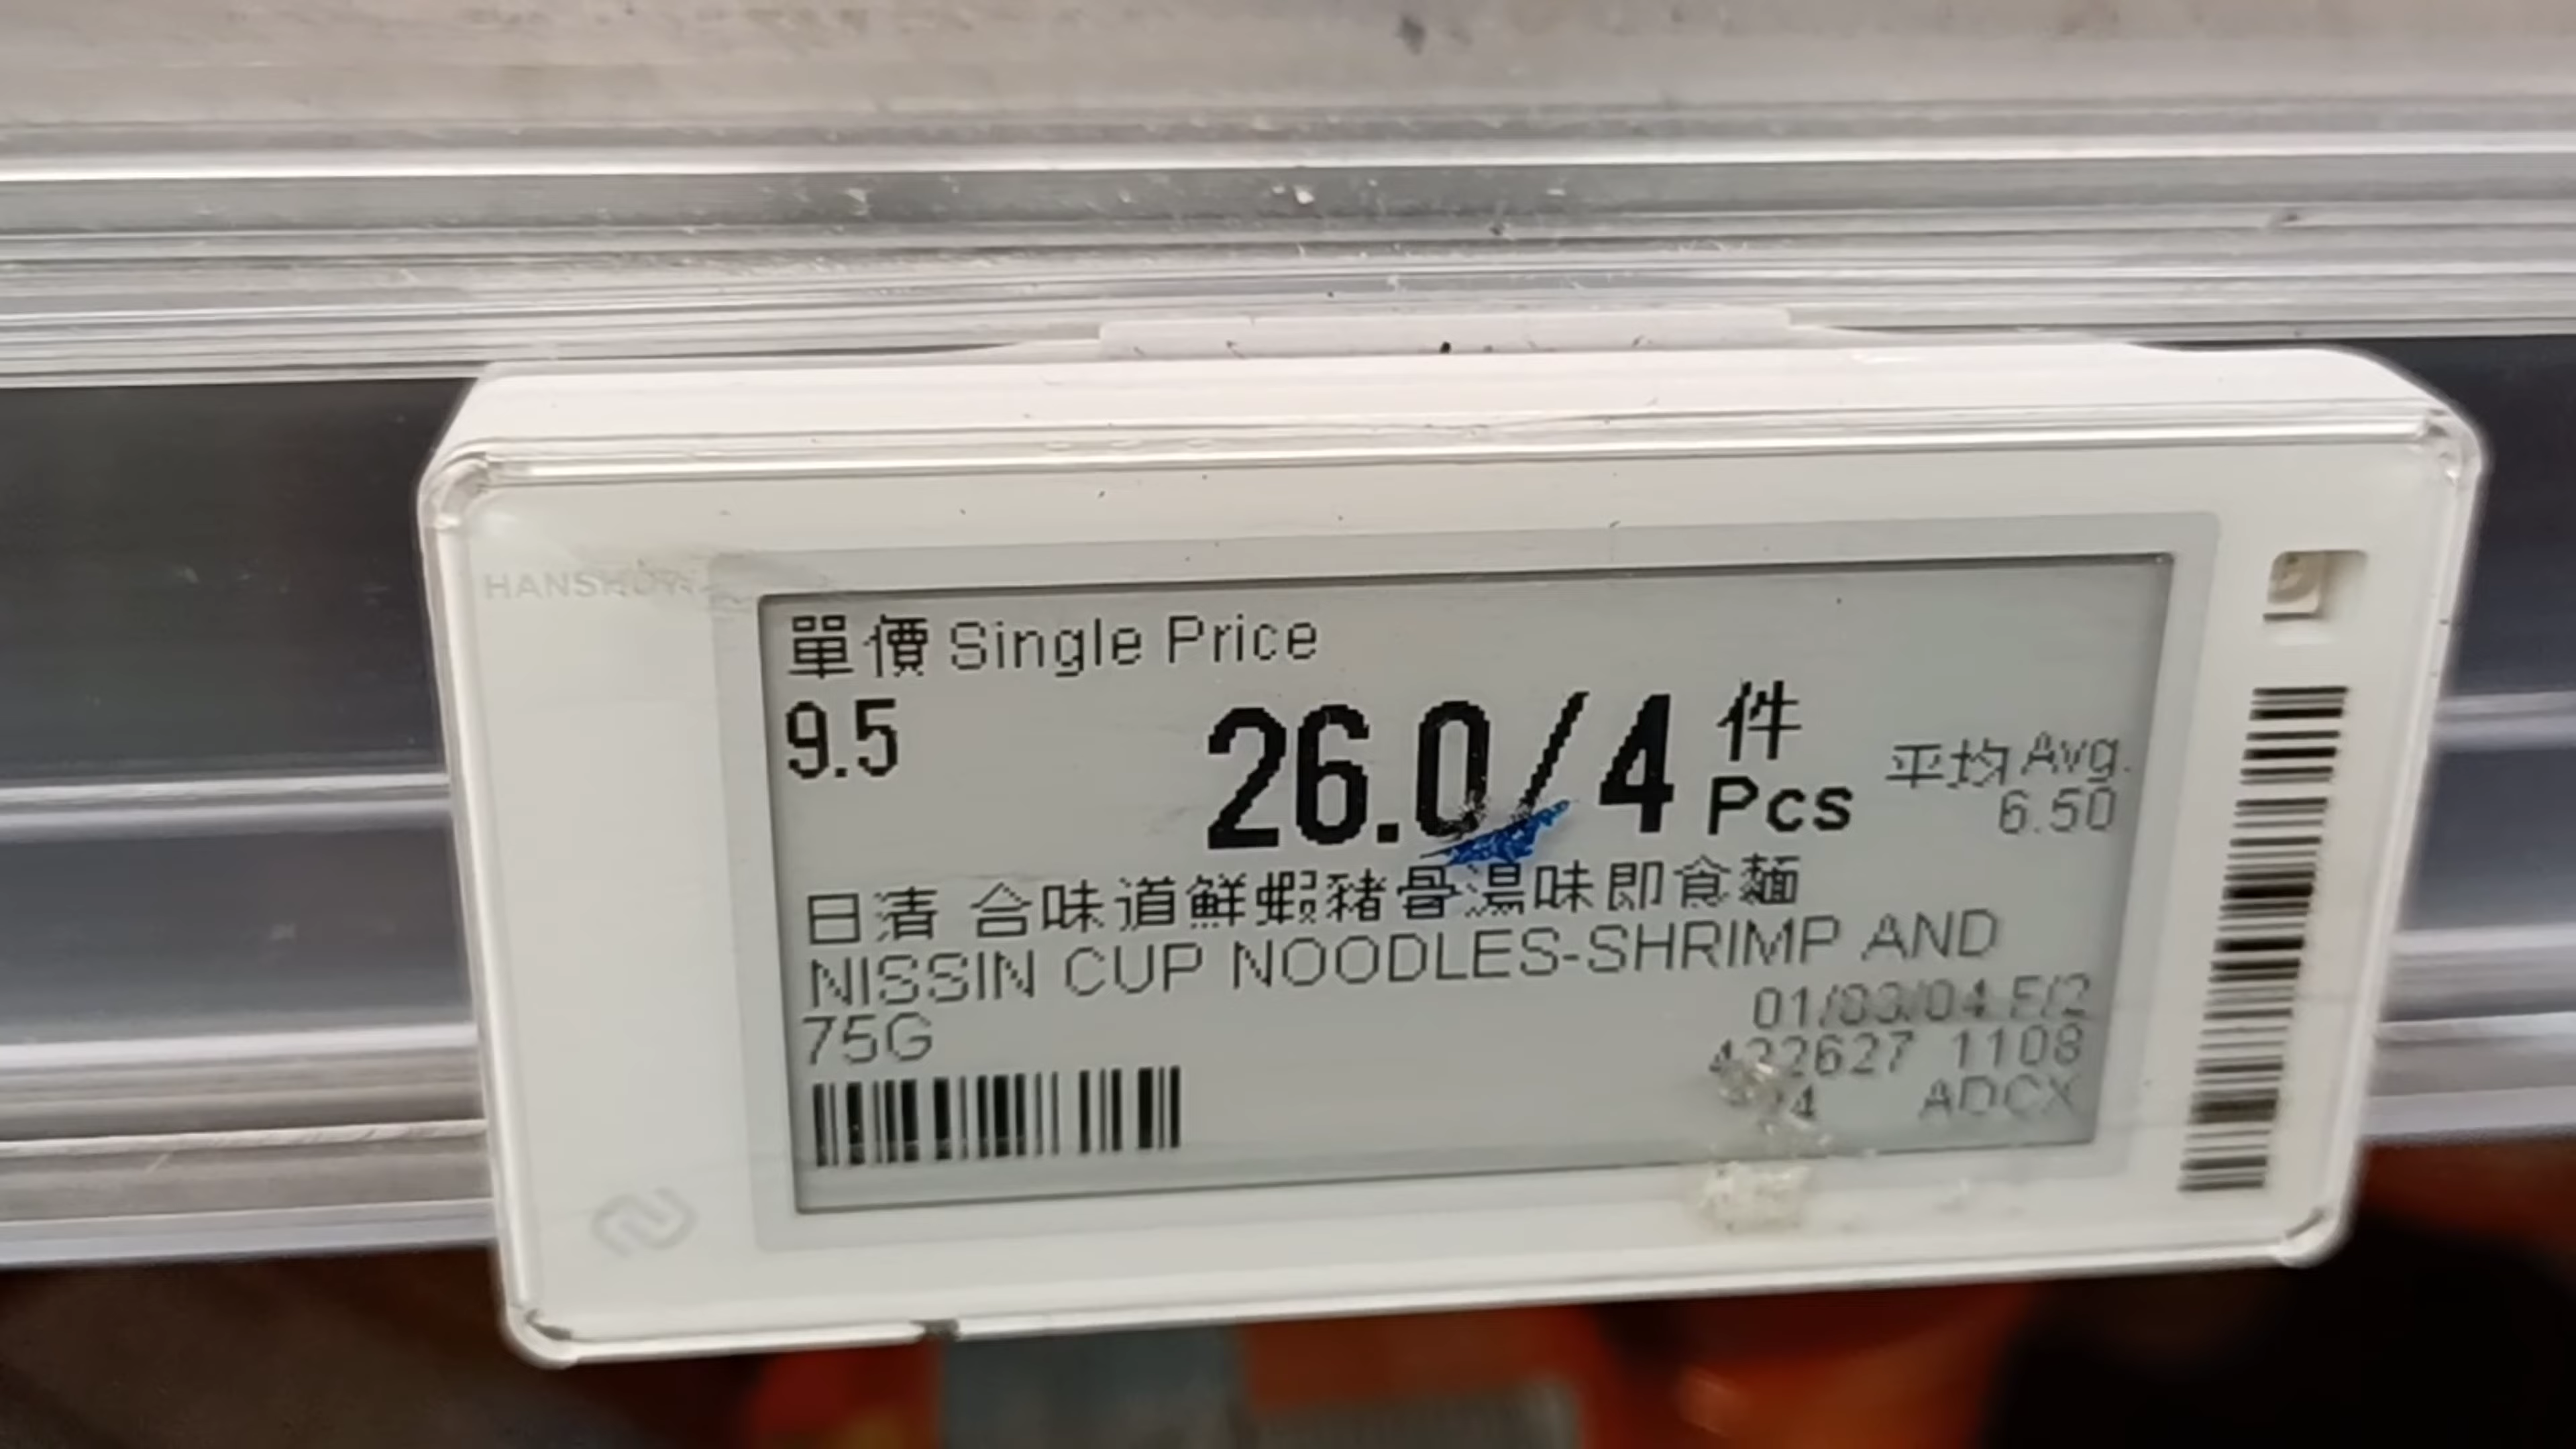 HANSHOW
單價 Single Price
9.5
26.0/4 件 Pcs
平均 Avg.
6.50
日清 合味道鮮蝦豬骨湯味即食麵
NISSIN CUP NOODLES-SHRIMP AND
75G
01/03/04 F/2
1108
ADCX